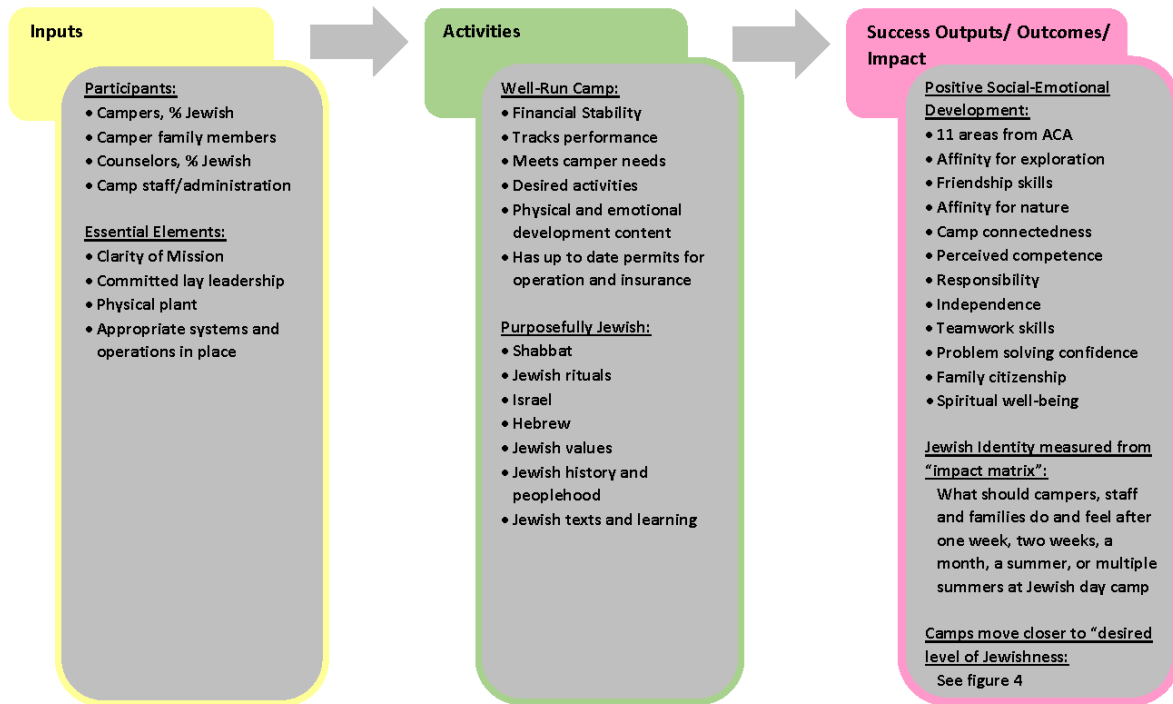 Inputs
Participants:
• Campers, % Jewish
• Camper family members
• Counselors, % Jewish
• Camp staff/administration
Essential Elements:
• Clarity of Mission
• Committed lay leadership
• Physical plant
• Appropriate systems and
operations in place
Activities
Well-Run Camp:
• Financial Stability
• Tracks performance
• Meets camper needs
• Desired activities
• Physical and emotional
development content
• Has up to date permits for
operation and insurance
Purposefully Jewish:
• Shabbat
• Jewish rituals
• Israel
• Hebrew
• Jewish values
• Jewish history and
peoplehood
• Jewish texts and learning
Success Outputs/ Outcomes/
Impact
Positive Social-Emotional
Development:
• 11 areas from ACA
• Affinity for exploration
• Friendship skills
• Affinity for nature
• Camp connectedness
• Perceived competence
• Responsibility
• Independence
• Teamwork skills
• Problem solving confidence
• Family citizenship
• Spiritual well-being
Jewish Identity measured from
“impact matrix”:
What should campers, staff
and families do and feel after
one week, two weeks, a
month, a summer, or multiple
summers at Jewish day camp
Camps move closer to “desired
level of Jewishness:
See figure 4